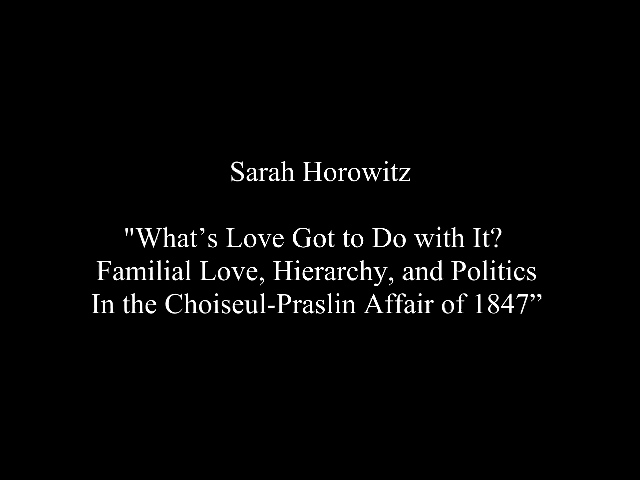 Sarah Horowitz
"What’s Love Got to Do with It?
Familial Love, Hierarchy, and Politics
In the Choiseul-Praslin Affair of 1847”